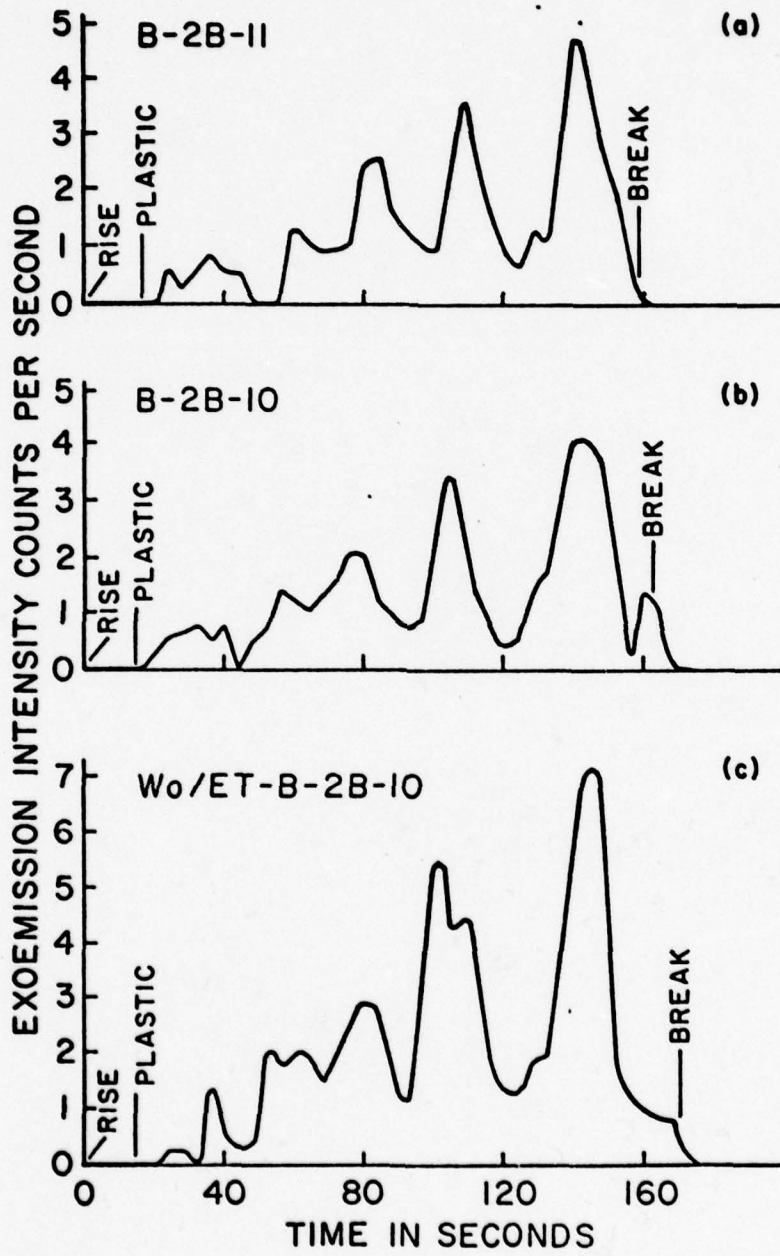 EXOEMISSION INTENSITY COUNTS PER SECOND
B-2B-11
(a)
5
4
3
2
1
0
RISE
PLASTIC
BREAK
B-2B-10
(b)
5
4
3
2
1
0
RISE
PLASTIC
BREAK
Wo/ET-B-2B-10
(c)
7
6
5
4
3
2
1
0
RISE
PLASTIC
BREAK
0 40 80 120 160
TIME IN SECONDS